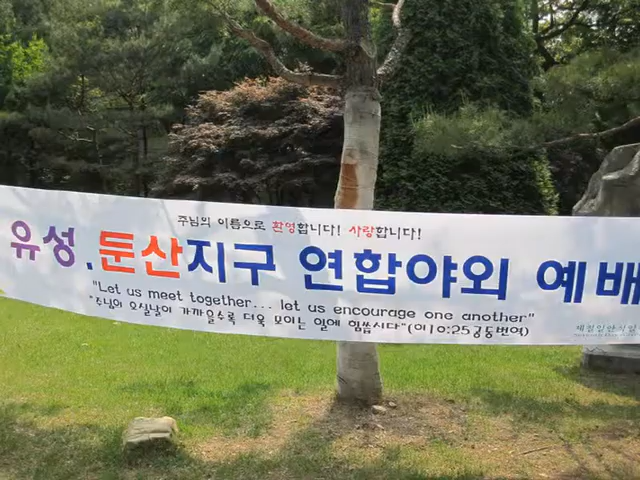 주님의 이름으로 환영합니다! 사랑합니다!
유성.둔산지구 연합야외 예배
"Let us meet together... let us encourage one another"
"주님의 오실날이 가까울수록 더욱 모이는 일에 힘씁시다"(히10:25공동번역)